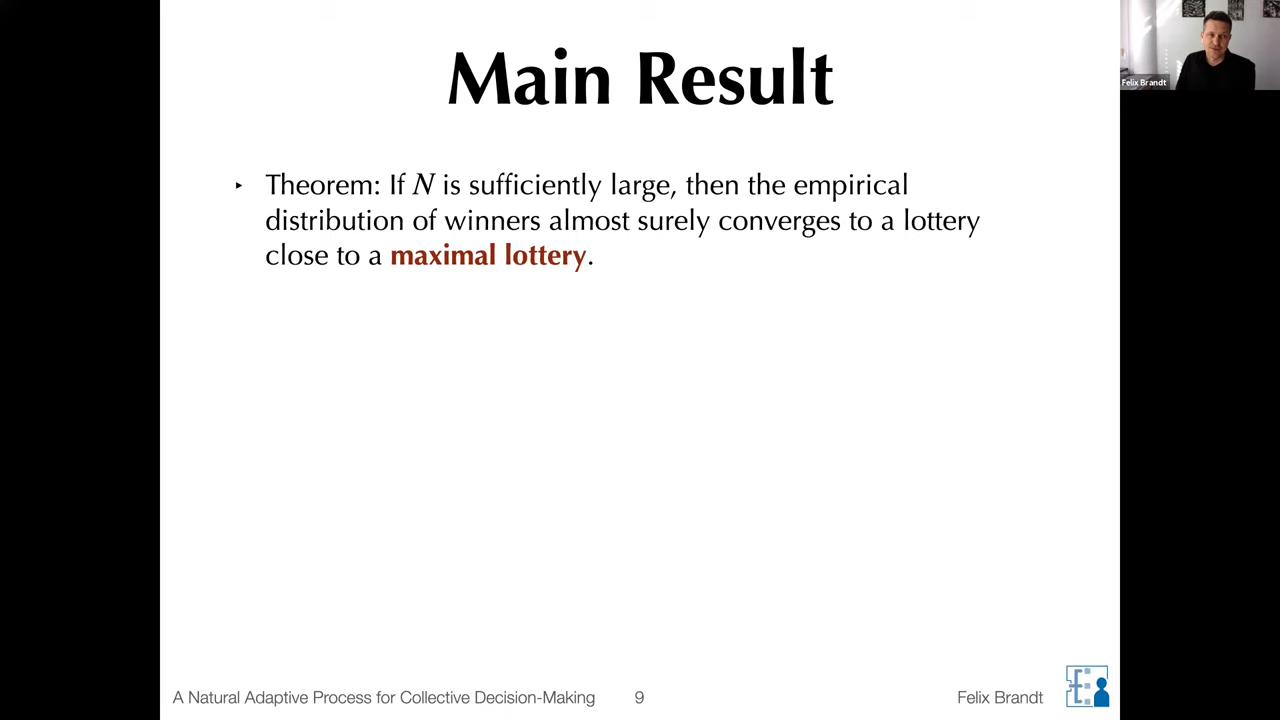 Main Result
Felix Brandt
‣ Theorem: If N is sufficiently large, then the empirical
distribution of winners almost surely converges to a lottery
close to a maximal lottery.
A Natural Adaptive Process for Collective Decision-Making
9
Felix Brandt